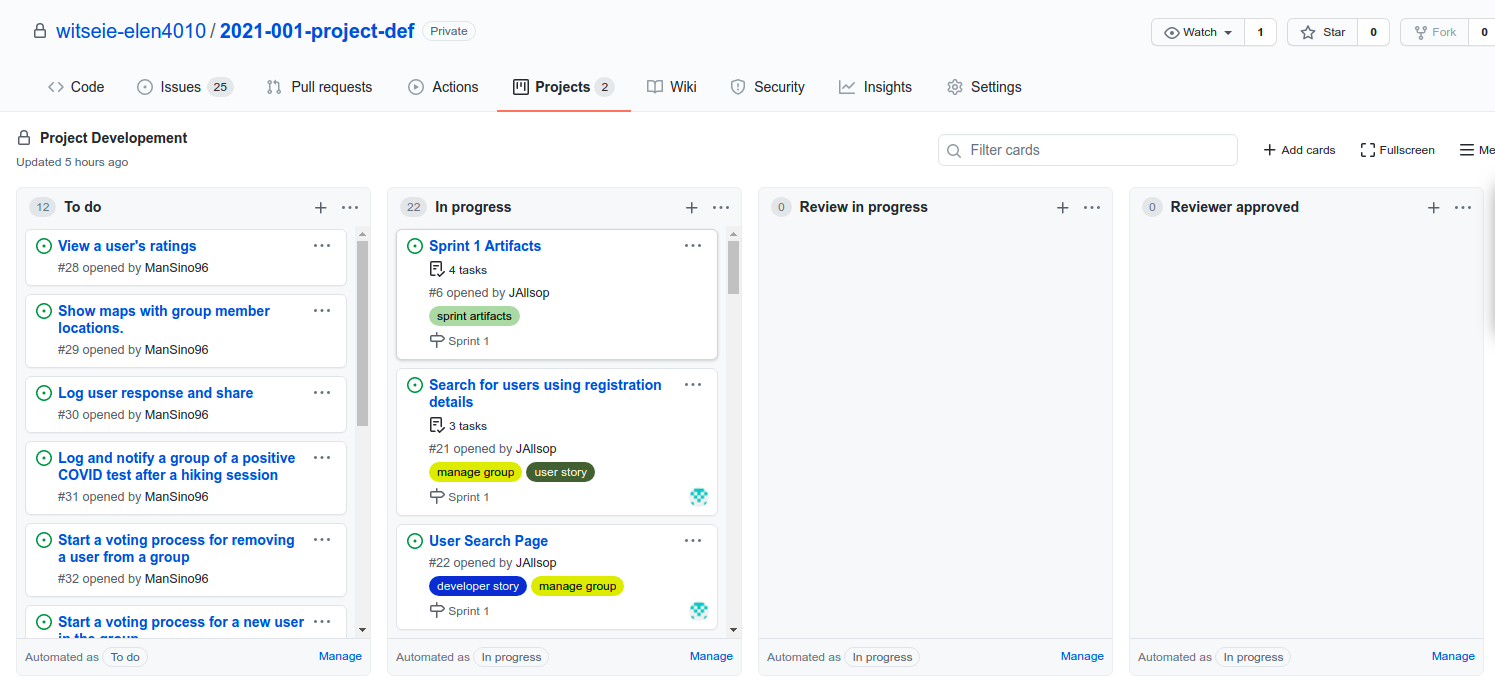 witseie-elen4010 / 2021-001-project-def Private
Watch 1 Star 0 Fork 0
Code Issues 25 Pull requests Actions Projects 2 Wiki Security Insights Settings
Project Developement
Updated 5 hours ago
Filter cards
Add cards Fullscreen Me
12 To do
View a user's ratings
#28 opened by ManSino96
Show maps with group member
locations.
#29 opened by ManSino96
Log user response and share
#30 opened by ManSino96
Log and notify a group of a positive
COVID test after a hiking session
#31 opened by ManSino96
Start a voting process for removing
a user from a group
#32 opened by ManSino96
Start a voting process for a new user
in the group
Automated as To do Manage
22 In progress
Sprint 1 Artifacts
4 tasks
#6 opened by JAllsop
sprint artifacts
Sprint 1
Search for users using registration
details
3 tasks
#21 opened by JAllsop
manage group user story
Sprint 1
User Search Page
#22 opened by JAllsop
developer story manage group
Sprint 1
Automated as In progress Manage
0 Review in progress
Automated as In progress Manage
0 Reviewer approved
Automated as In progress Manage